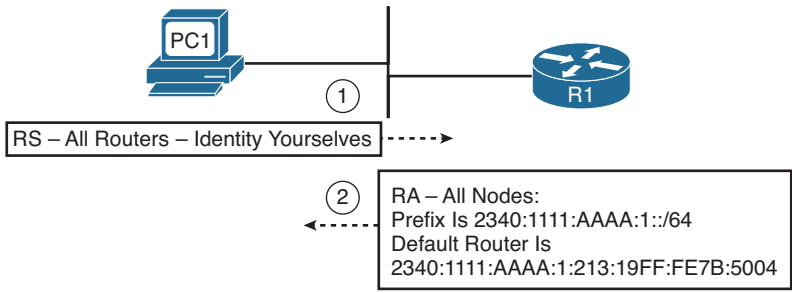 PC1
R1
1
RS – All Routers – Identity Yourselves
2
RA – All Nodes:
Prefix Is 2340:1111:AAAA:1::/64
Default Router Is
2340:1111:AAAA:1:213:19FF:FE7B:5004